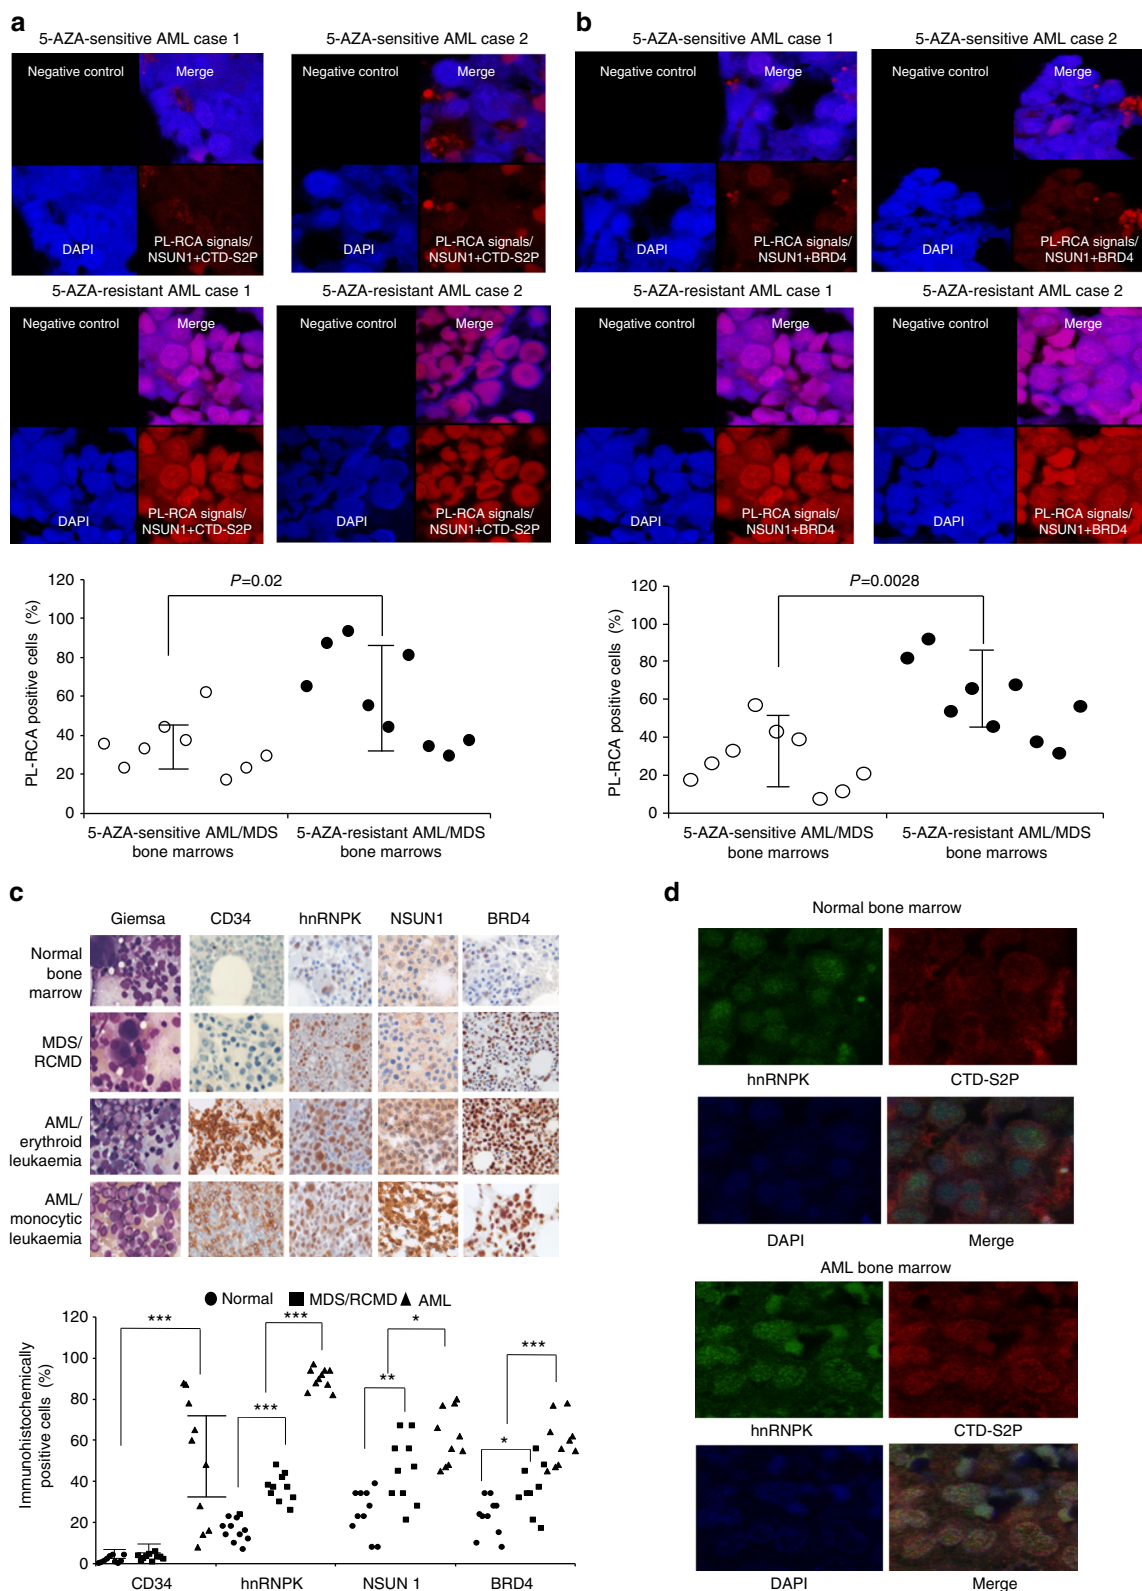 a
5-AZA-sensitive AML case 1
5-AZA-sensitive AML case 2
Negative control
Merge
DAPI
PL-RCA signals/
NSUN1+CTD-S2P
Negative control
Merge
DAPI
PL-RCA signals/
NSUN1+CTD-S2P
5-AZA-resistant AML case 1
5-AZA-resistant AML case 2
Negative control
Merge
DAPI
PL-RCA signals/
NSUN1+CTD-S2P
Negative control
Merge
DAPI
PL-RCA signals/
NSUN1+CTD-S2P
P=0.02
PL-RCA positive cells (%)
120
100
80
60
40
20
0
5-AZA-sensitive AML/MDS
bone marrows
5-AZA-resistant AML/MDS
bone marrows
b
5-AZA-sensitive AML case 1
5-AZA-sensitive AML case 2
Negative control
Merge
DAPI
PL-RCA signals/
NSUN1+BRD4
Negative control
Merge
DAPI
PL-RCA signals/
NSUN1+BRD4
5-AZA-resistant AML case 1
5-AZA-resistant AML case 2
Negative control
Merge
DAPI
PL-RCA signals/
NSUN1+BRD4
Negative control
Merge
DAPI
PL-RCA signals/
NSUN1+BRD4
P=0.0028
PL-RCA positive cells (%)
120
100
80
60
40
20
0
5-AZA-sensitive AML/MDS
bone marrows
5-AZA-resistant AML/MDS
bone marrows
c
Giemsa
CD34
hnRNPK
NSUN1
BRD4
Normal
bone
marrow
MDS/
RCMD
AML/
erythroid
leukaemia
AML/
monocytic
leukaemia
Normal
MDS/RCMD
AML
Immunohistochemically
positive cells (%)
120
100
80
60
40
20
0
***
***
***
**
*
*
***
CD34
hnRNPK
NSUN 1
BRD4
d
Normal bone marrow
hnRNPK
CTD-S2P
DAPI
Merge
AML bone marrow
hnRNPK
CTD-S2P
DAPI
Merge